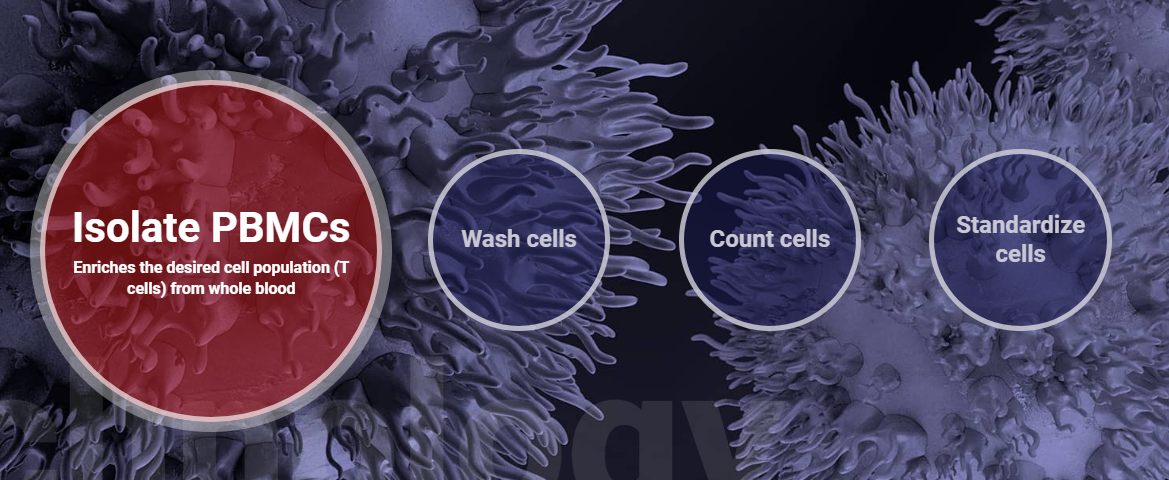 Isolate PBMCs
Enriches the desired cell population (T
cells) from whole blood
Wash cells
Count cells
Standardize
cells